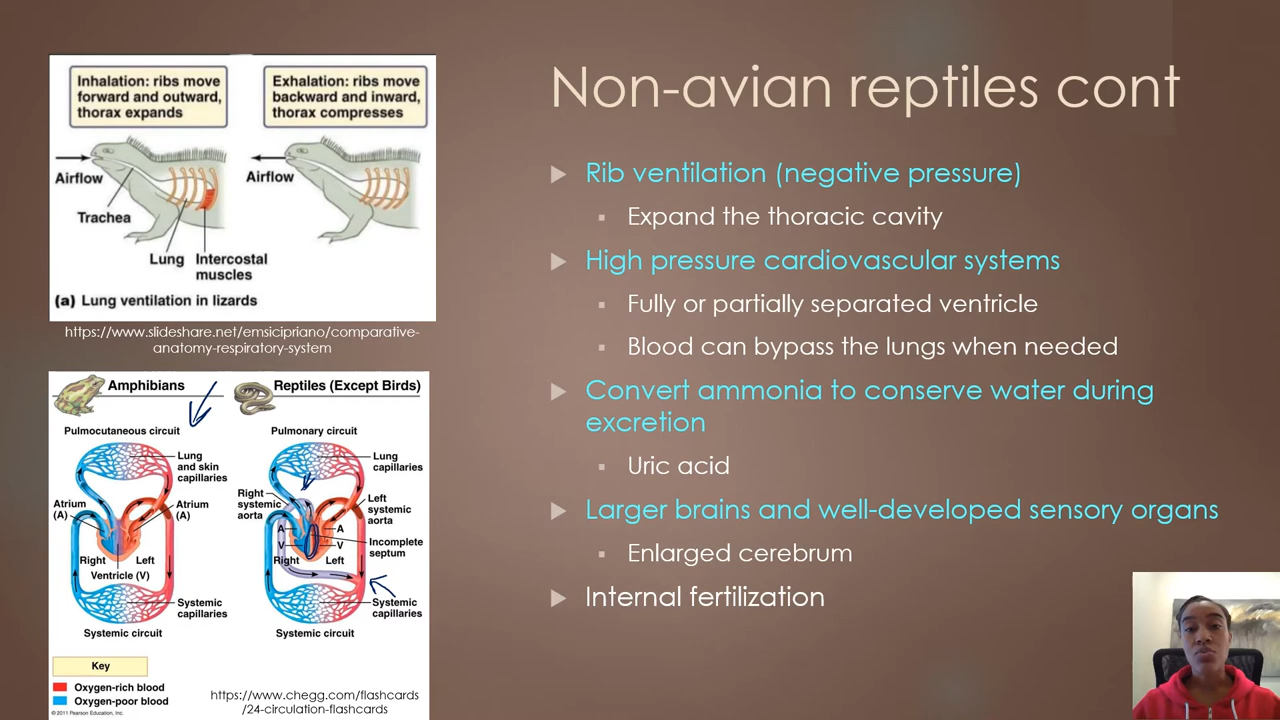 Non-avian reptiles cont
Inhalation: ribs move
forward and outward,
thorax expands
Exhalation: ribs move
backward and inward,
thorax compresses
Airflow
Trachea
Lung
Intercostal
muscles
Airflow
(a) Lung ventilation in lizards
https://www.slideshare.net/emsicipriano/comparative-
anatomy-respiratory-system
Amphibians
Pulmocutaneous circuit
Lung
and skin
capillaries
Atrium
(A)
Atrium
(A)
Right
Left
Ventricle (V)
Systemic
capillaries
Systemic circuit
Reptiles (Except Birds)
Pulmonary circuit
Lung
capillaries
Right
systemic
aorta
Left
systemic
aorta
A
A
V
V
Incomplete
septum
Right
Left
Systemic
capillaries
Systemic circuit
Key
Oxygen-rich blood
Oxygen-poor blood
© 2011 Pearson Education, Inc.
https://www.chegg.com/flashcards
/24-circulation-flashcards
Rib ventilation (negative pressure)
Expand the thoracic cavity
High pressure cardiovascular systems
Fully or partially separated ventricle
Blood can bypass the lungs when needed
Convert ammonia to conserve water during
excretion
Uric acid
Larger brains and well-developed sensory organs
Enlarged cerebrum
Internal fertilization